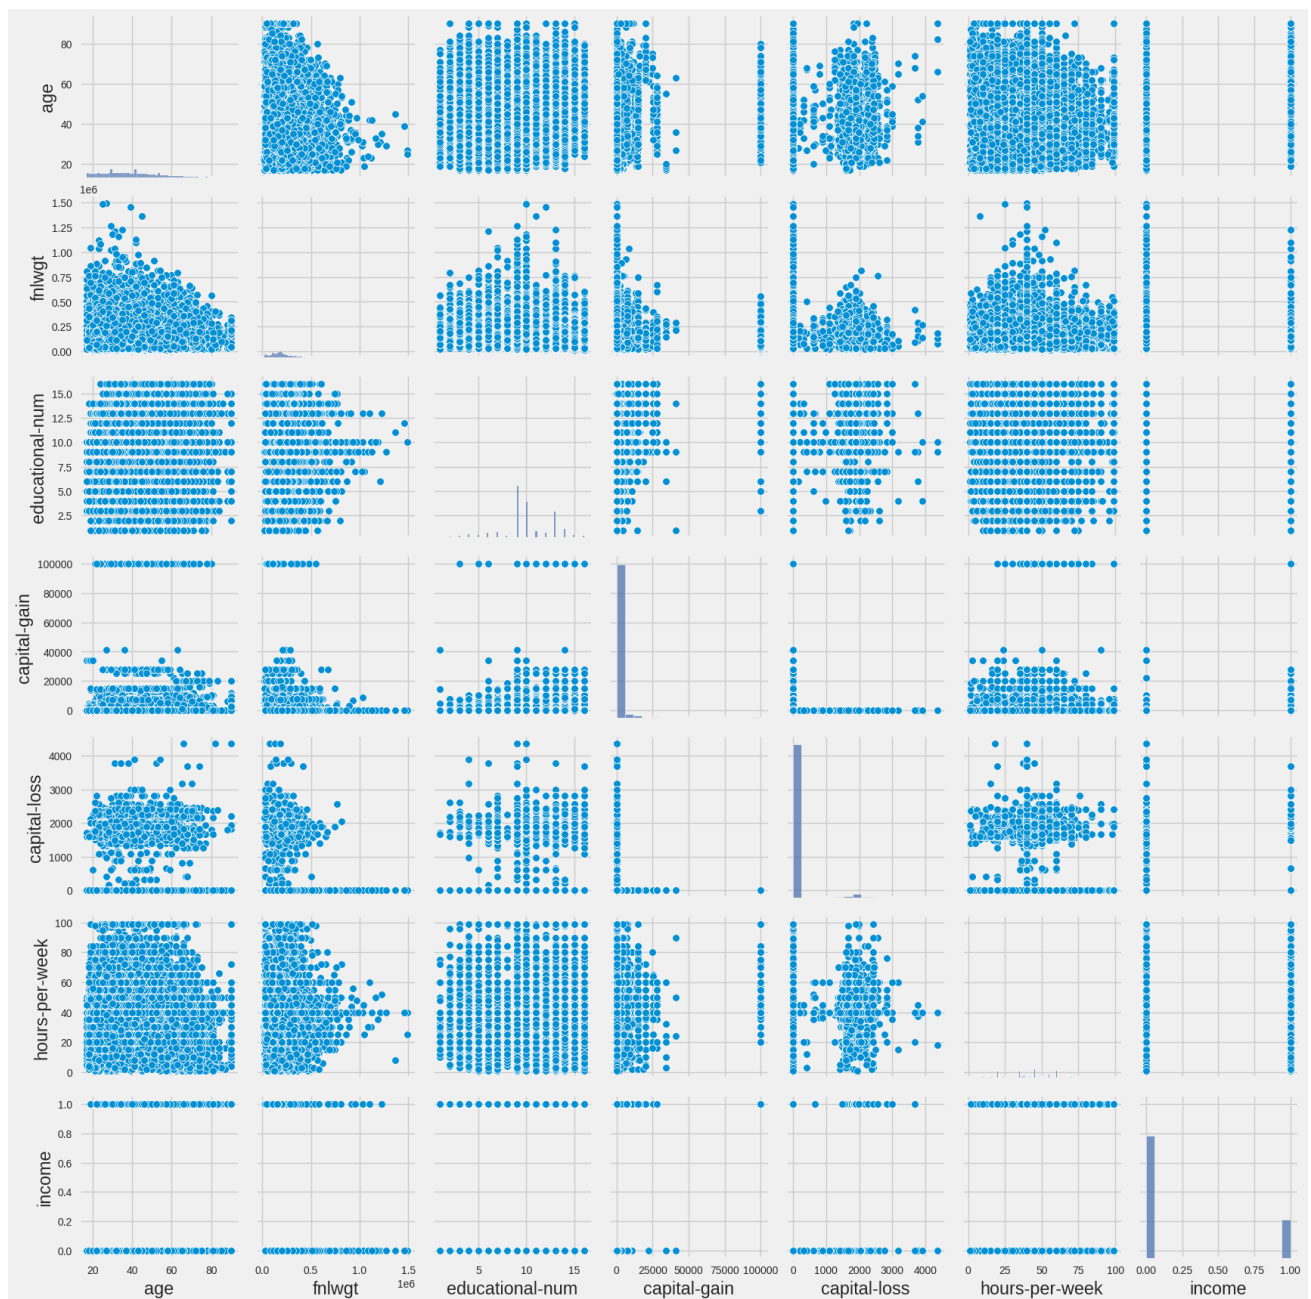 80
60
40
20
age
1e6
1.50
1.25
1.00
0.75
0.50
0.25
0.00
fnlwgt
15.0
12.5
10.0
7.5
5.0
2.5
educational-num
100000
80000
60000
40000
20000
0
capital-gain
4000
3000
2000
1000
0
capital-loss
100
80
60
40
20
0
hours-per-week
1.0
0.8
0.6
0.4
0.2
0.0
income
20 40 60 80
0.0 0.5 1.0 1.5
1e6
5 10 15
0 25000 50000 75000 100000
0 1000 2000 3000 4000
0 25 50 75 100
0.00 0.25 0.50 0.75 1.00
age fnlwgt educational-num capital-gain capital-loss hours-per-week income